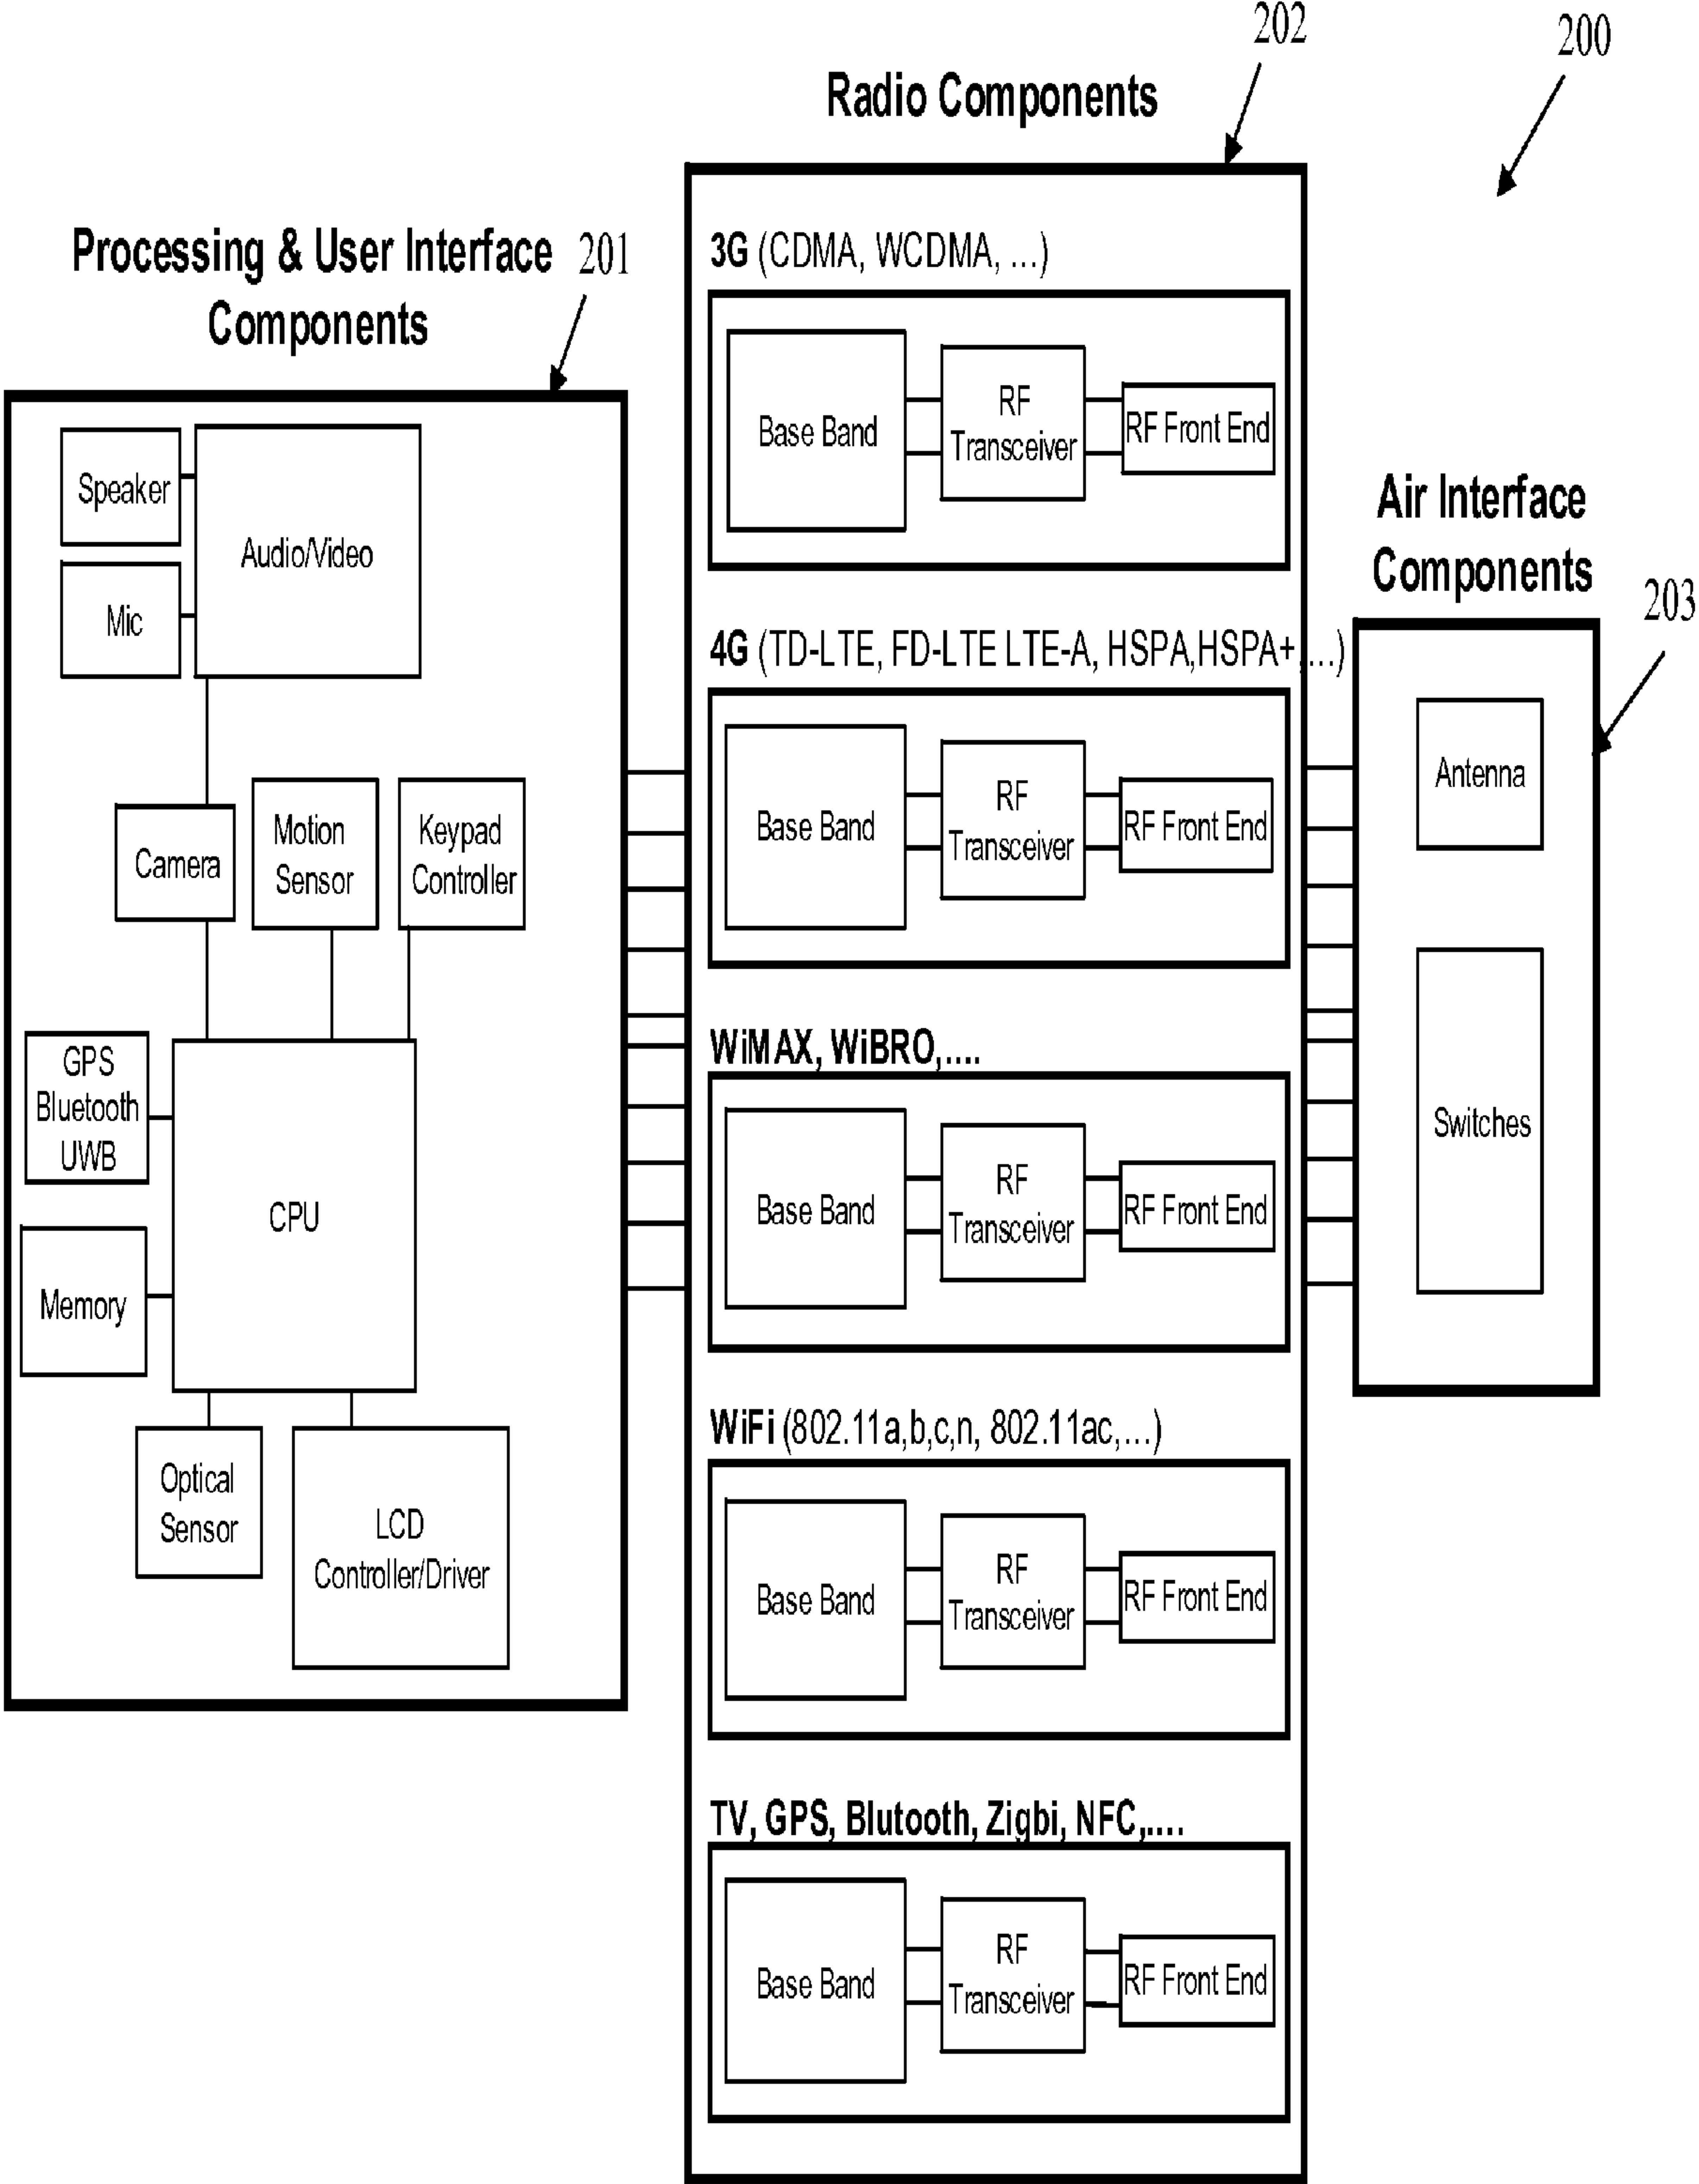 202
200
Radio Components
Processing & User Interface
Components
201
3G (CDMA, WCDMA, ...)
Base Band
RF
Transceiver
RF Front End
Speaker
Mic
Audio/Video
Air Interface
Components
203
4G (TD-LTE, FD-LTE LTE-A, HSPA,HSPA+,...)
Base Band
RF
Transceiver
RF Front End
Antenna
Switches
Camera
Motion
Sensor
Keypad
Controller
GPS
Bluetooth
UWB
CPU
Memory
Optical
Sensor
LCD
Controller/Driver
WiMAX, WiBRO,....
Base Band
RF
Transceiver
RF Front End
WiFi (802.11a,b,c,n, 802.11ac,...)
Base Band
RF
Transceiver
RF Front End
TV, GPS, Blutooth, Zigbi, NFC,....
Base Band
RF
Transceiver
RF Front End